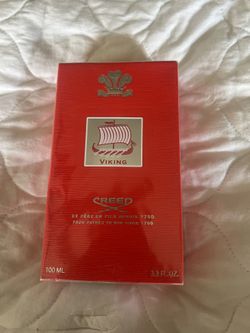 VIKING
CREED
DE PÈRE EN FILS DEPUIS 1760
FROM FATHER TO SON SINCE 1760
100 ML
3.3 FL.OZ.